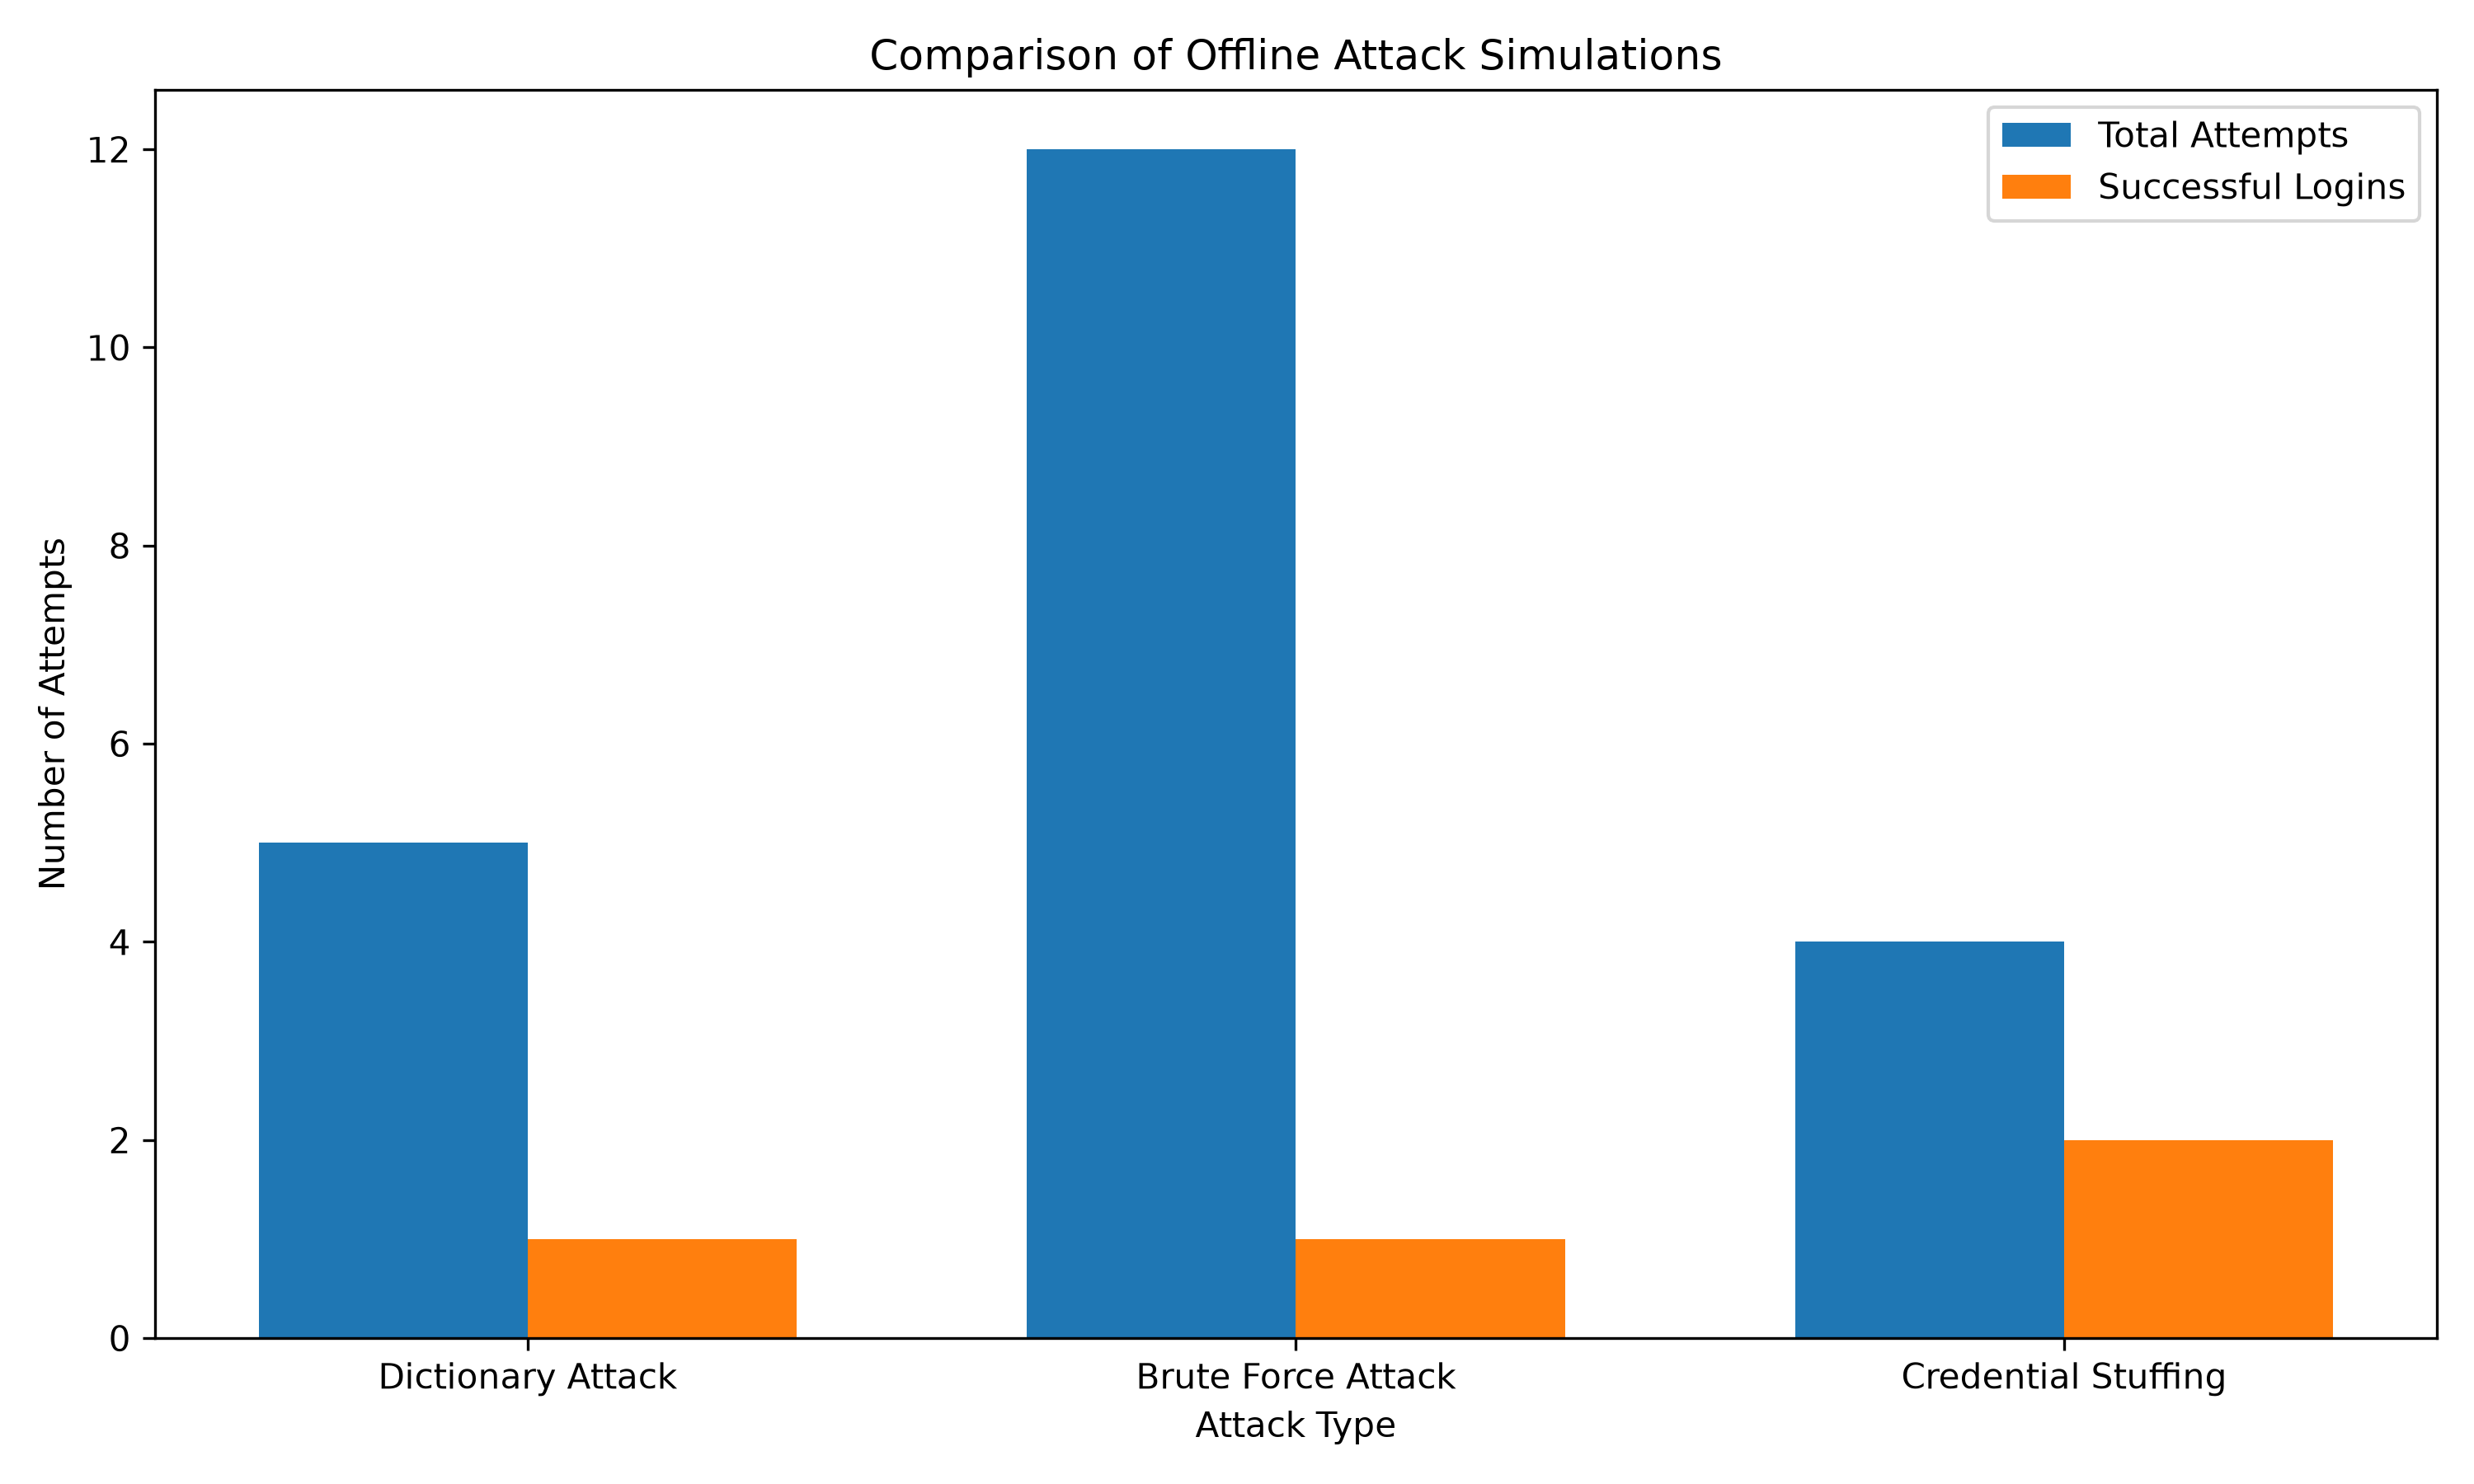 Comparison of Offline Attack Simulations
Total Attempts
Successful Logins
Number of Attempts
12
10
8
6
4
2
0
Dictionary Attack
Brute Force Attack
Credential Stuffing
Attack Type